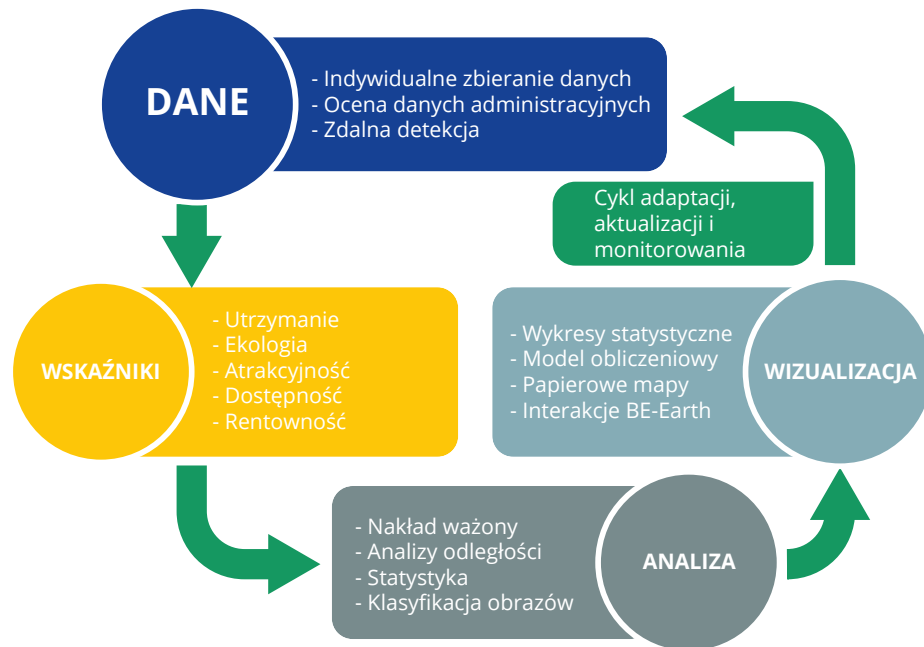 DANE
- Indywidualne zbieranie danych
- Ocena danych administracyjnych
- Zdalna detekcja
Cykl adaptacji,
aktualizacji i
monitorowania
WSKAŹNIKI
- Utrzymanie
- Ekologia
- Atrakcyjność
- Dostępność
- Rentowność
- Wykresy statystyczne
- Model obliczeniowy
- Papierowe mapy
- Interakcje BE-Earth
WIZUALIZACJA
- Nakład ważony
- Analizy odległości
- Statystyka
- Klasyfikacja obrazów
ANALIZA